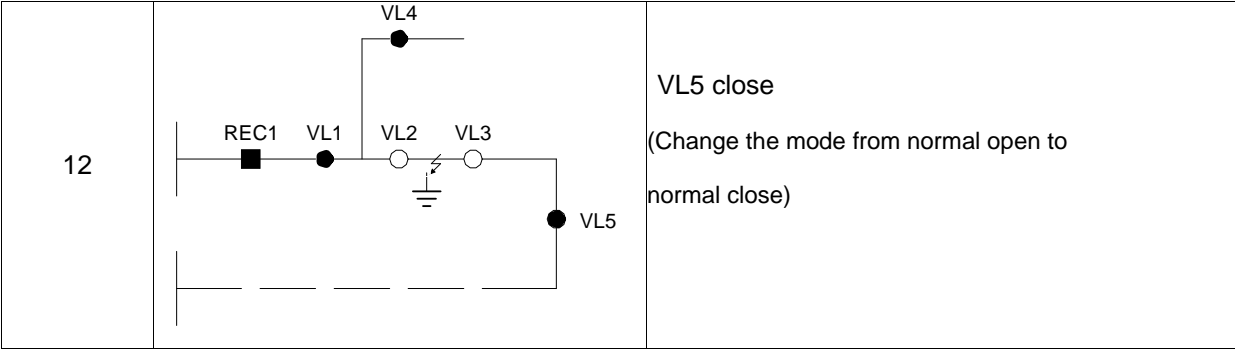 12
VL4
REC1 VL1 VL2 VL3
VL5
VL5 close
(Change the mode from normal open to
normal close)